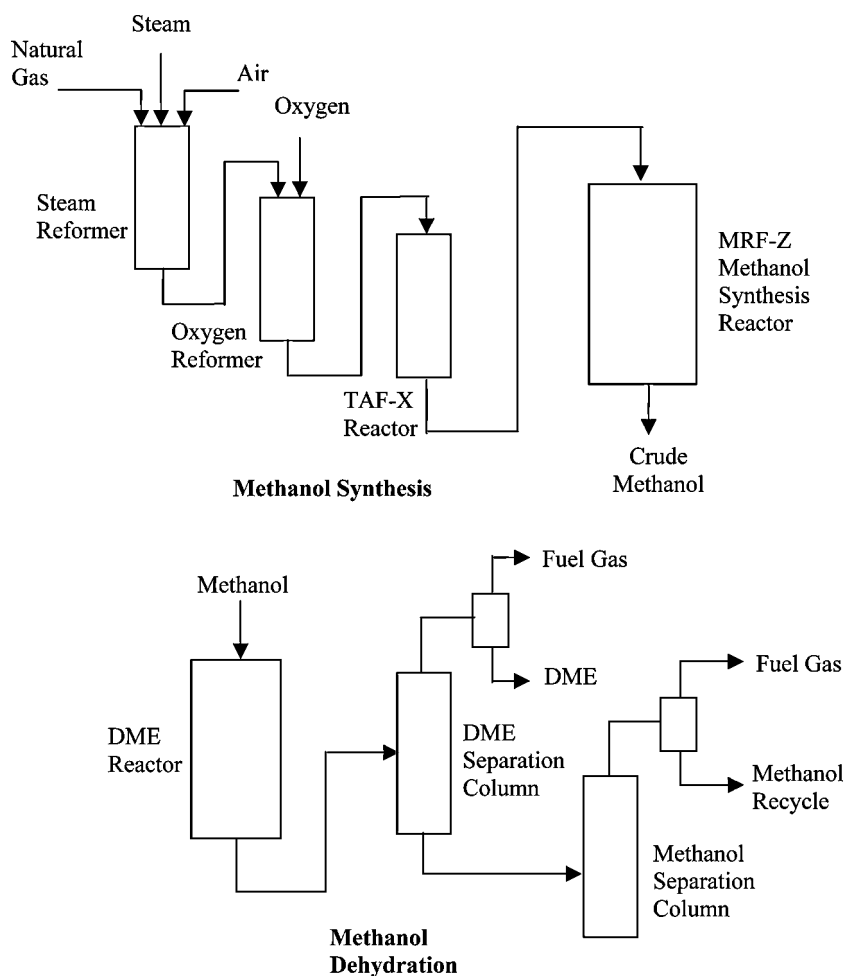 Steam
Natural
Gas
Air
Oxygen
Steam
Reformer
Oxygen
Reformer
TAF-X
Reactor
MRF-Z
Methanol
Synthesis
Reactor
Crude
Methanol
Methanol Synthesis
Methanol
DME
Reactor
Fuel Gas
DME
DME
Separation
Column
Fuel Gas
Methanol
Recycle
Methanol
Separation
Column
Methanol
Dehydration